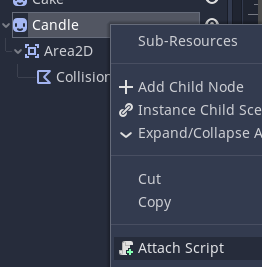 Cake
Candle
Area2D
Collision
Sub-Resources
Add Child Node
Instance Child Sce
Expand/Collapse A
Cut
Copy
Attach Script